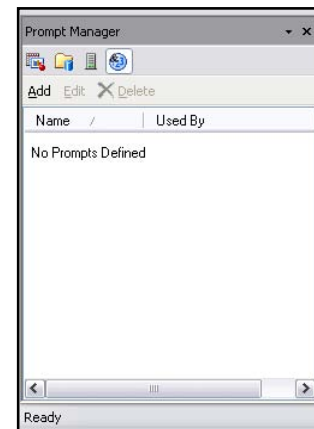 Prompt Manager
Add Edit Delete
Name Used By
No Prompts Defined
Ready